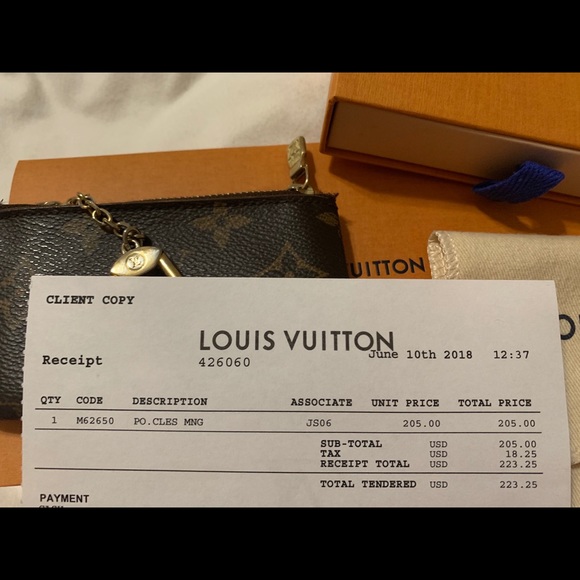 VUITTON
CLIENT COPY
LOUIS VUITTON
Receipt 426060 June 10th 2018 12:37
QTY CODE DESCRIPTION ASSOCIATE UNIT PRICE TOTAL PRICE
1 M62650 PO.CLES MNG JS06 205.00 205.00
SUB-TOTAL USD 205.00
TAX USD 18.25
RECEIPT TOTAL USD 223.25
TOTAL TENDERED USD 223.25
PAYMENT